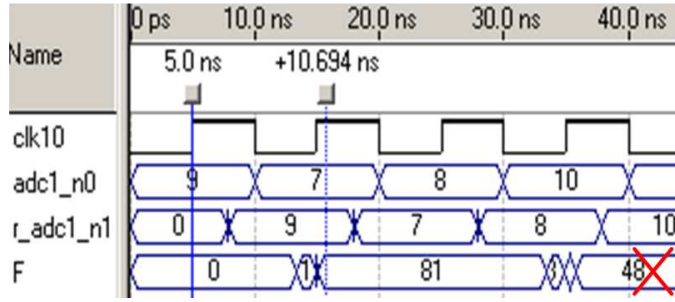 0 ps 10.0 ns 20.0 ns 30.0 ns 40.0 ns
Name 5.0 ns +10.694 ns
clk10
adc1_n0 9 7 8 10
r_adc1_n1 0 9 7 8 10
F 0 1 81 48